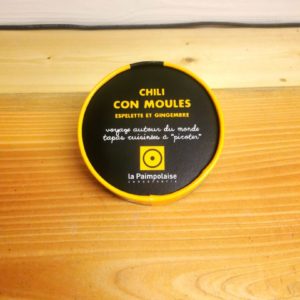 CHILI
CON MOULES
ESPELETTE ET GINGEMBRE
voyage autour du monde
tapas cuisinées à "picoter"
la Paimpolaise
conserverie